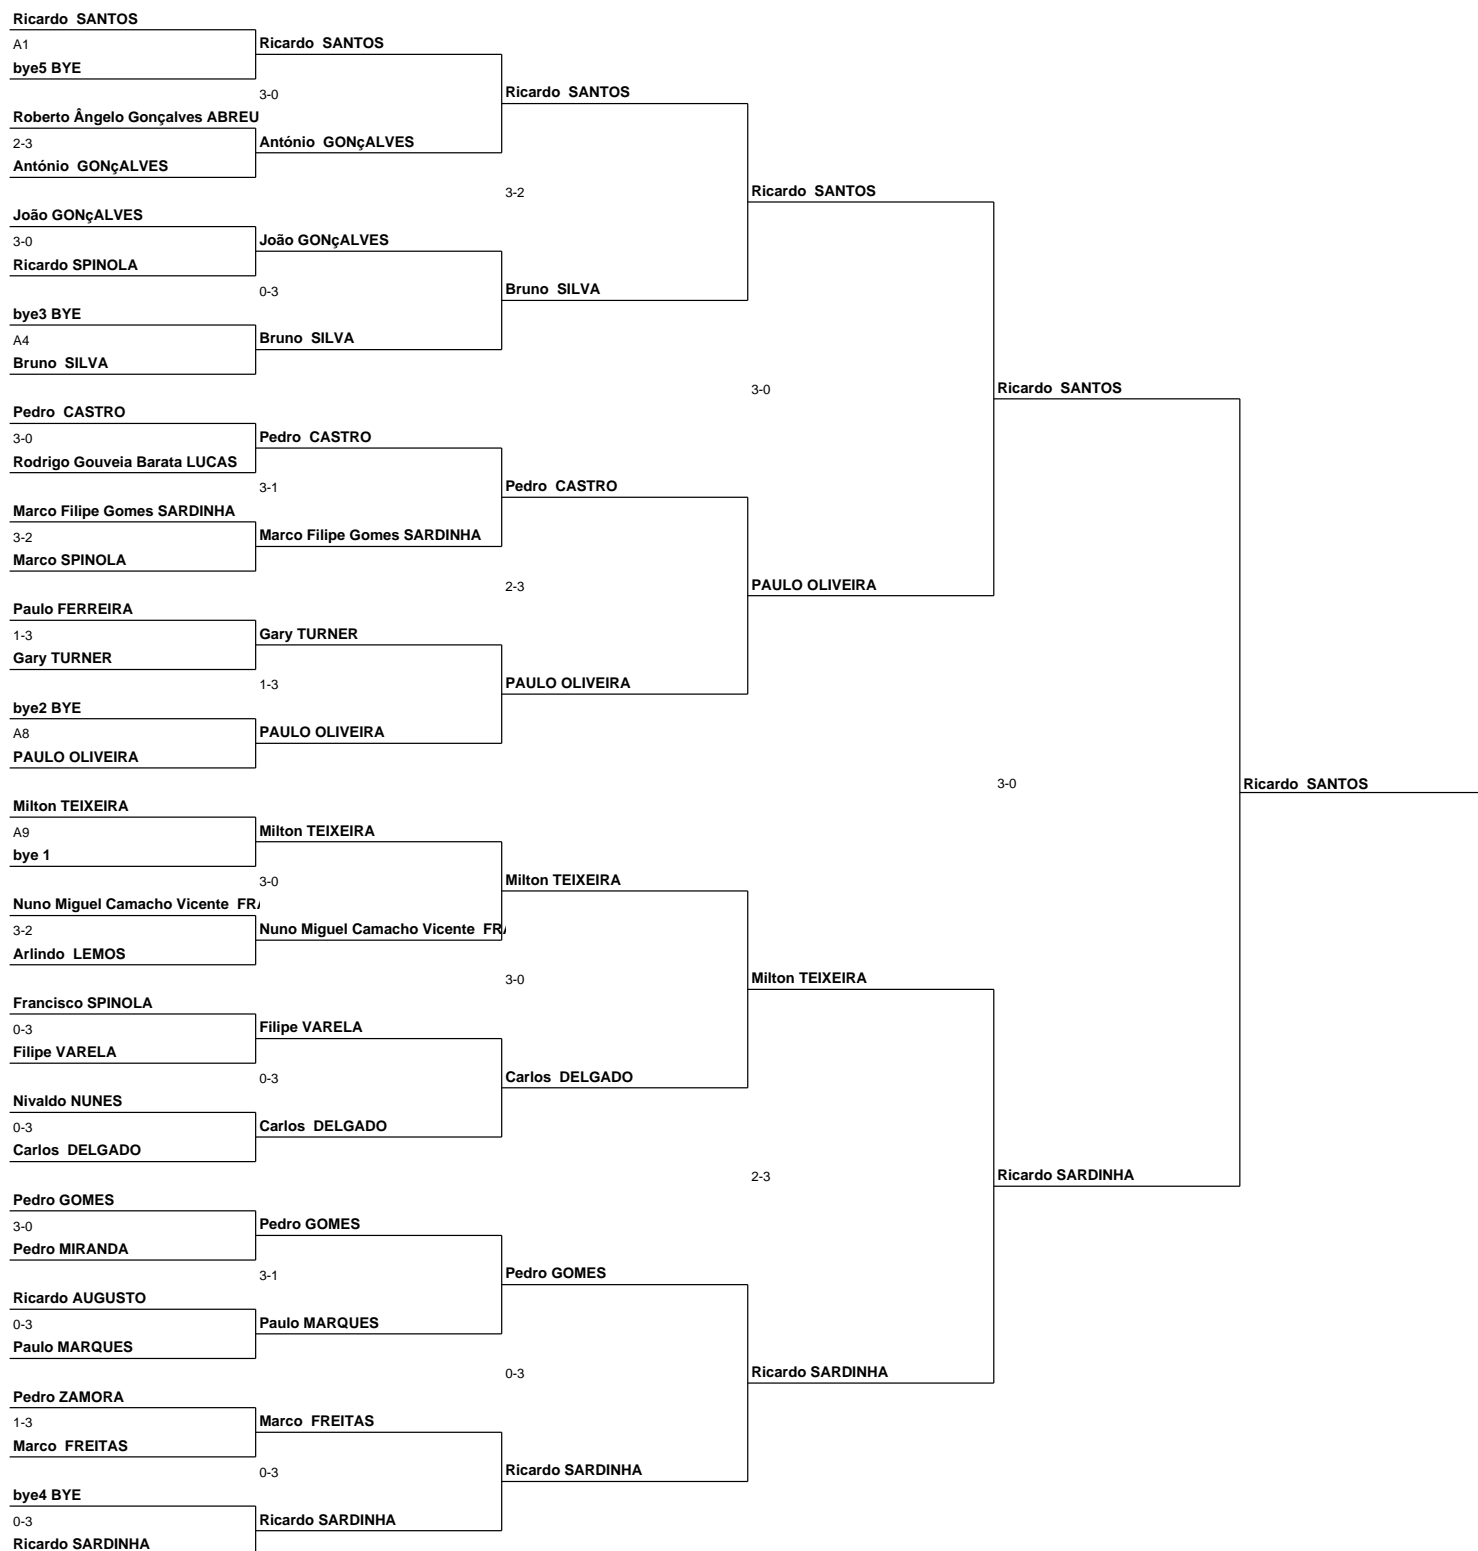 Ricardo  SANTOS
A1
bye5 BYE
Roberto Ângelo Gonçalves ABREU
2-3
António  GONçALVES
João GONçALVES
3-0
Ricardo SPINOLA
bye3 BYE
A4
Bruno  SILVA
Pedro  CASTRO
3-0
Rodrigo Gouveia Barata LUCAS
Marco Filipe Gomes SARDINHA
3-2
Marco SPINOLA
Paulo FERREIRA
1-3
Gary TURNER
bye2 BYE
A8
PAULO OLIVEIRA
Milton TEIXEIRA
A9
bye 1
Nuno Miguel Camacho Vicente  FRA
3-2
Arlindo  LEMOS
Francisco SPINOLA
0-3
Filipe VARELA
Nivaldo NUNES
0-3
Carlos  DELGADO
Pedro GOMES
3-0
Pedro MIRANDA
Ricardo AUGUSTO
0-3
Paulo MARQUES
Pedro ZAMORA
1-3
Marco  FREITAS
bye4 BYE
0-3
Ricardo SARDINHA
Ricardo  SANTOS
3-0
António  GONçALVES
João GONçALVES
0-3
Bruno  SILVA
Pedro  CASTRO
3-1
Marco Filipe Gomes SARDINHA
Gary TURNER
1-3
PAULO OLIVEIRA
Milton TEIXEIRA
3-0
Nuno Miguel Camacho Vicente  FRA
Filipe VARELA
0-3
Carlos  DELGADO
Pedro GOMES
3-1
Paulo MARQUES
Marco  FREITAS
0-3
Ricardo SARDINHA
Ricardo  SANTOS
3-2
Bruno  SILVA
Pedro  CASTRO
2-3
PAULO OLIVEIRA
Milton TEIXEIRA
3-0
Carlos  DELGADO
Pedro GOMES
0-3
Ricardo SARDINHA
Ricardo  SANTOS
3-0
PAULO OLIVEIRA
Milton TEIXEIRA
2-3
Ricardo SARDINHA
Ricardo  SANTOS
3-0
Ricardo SARDINHA
Ricardo  SANTOS